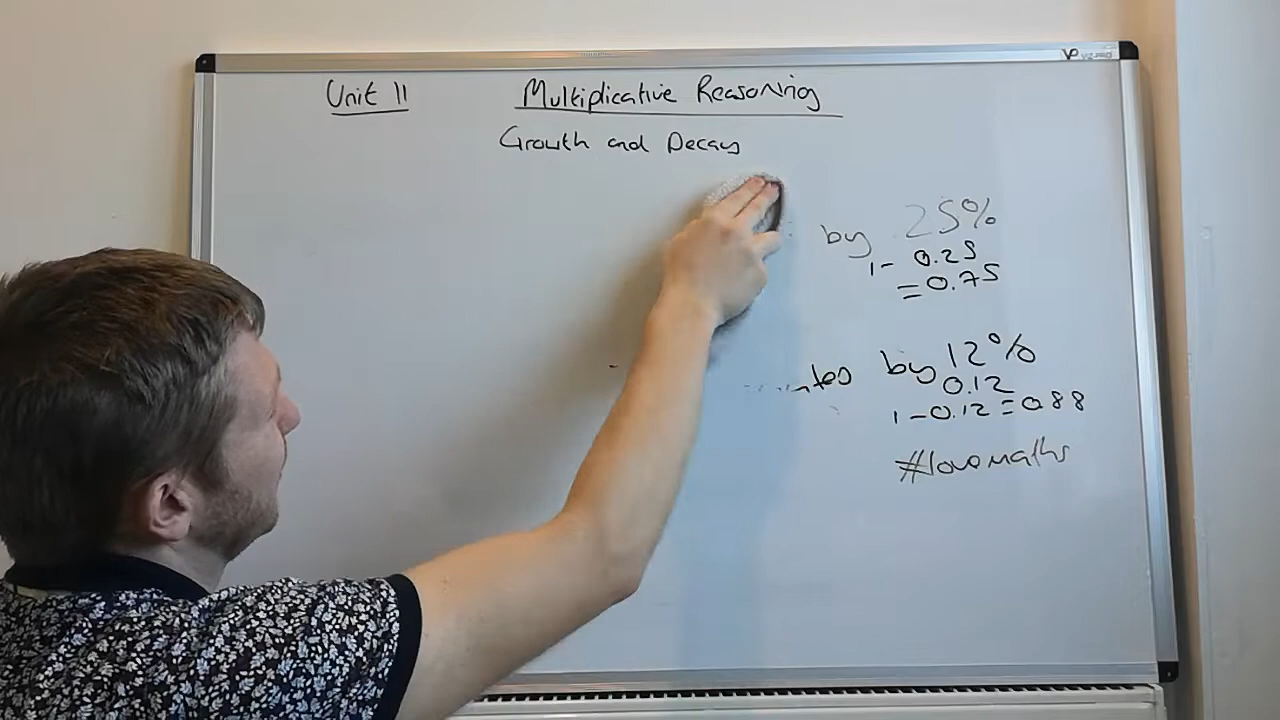 Unit 11
Multiplicative Reasoning
Growth and Decay
by 25%
1 - 0.25
= 0.75
by 12%
0.12
1 - 0.12 = 0.88
#lovemaths